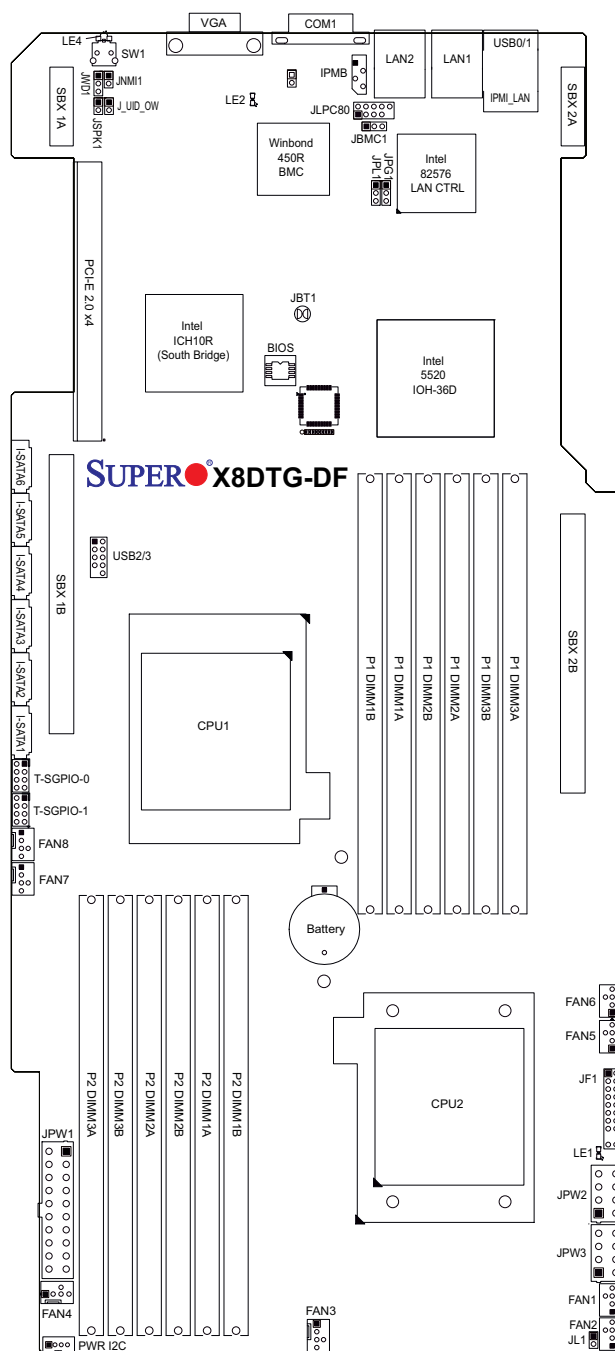 VGA
COM1
LE4
SW1
LAN2
LAN1
USB0/1
IPMI_LAN
IPMB
SBX 1A
JWD1
JNMI1
JSPK1
J_UID_OW
LE2
JLPC80
JBMC1
SBX 2A
Winbond
450R
BMC
JPL1
JPG1
Intel
82576
LAN CTRL
PCI-E 2.0 x4
JBT1
Intel
ICH10R
(South Bridge)
BIOS
Intel
5520
IOH-36D
SUPER® X8DTG-DF
I-SATA6
I-SATA5
I-SATA4
I-SATA3
I-SATA2
I-SATA1
SBX 1B
USB2/3
CPU1
P1 DIMM1B
P1 DIMM1A
P1 DIMM2B
P1 DIMM2A
P1 DIMM3B
P1 DIMM3A
SBX 2B
T-SGPIO-0
T-SGPIO-1
FAN8
FAN7
Battery
P2 DIMM3A
P2 DIMM3B
P2 DIMM2A
P2 DIMM2B
P2 DIMM1A
P2 DIMM1B
CPU2
FAN6
FAN5
JF1
LE1
JPW2
JPW3
FAN1
FAN2
JL1
JPW1
FAN4
PWR I2C
FAN3